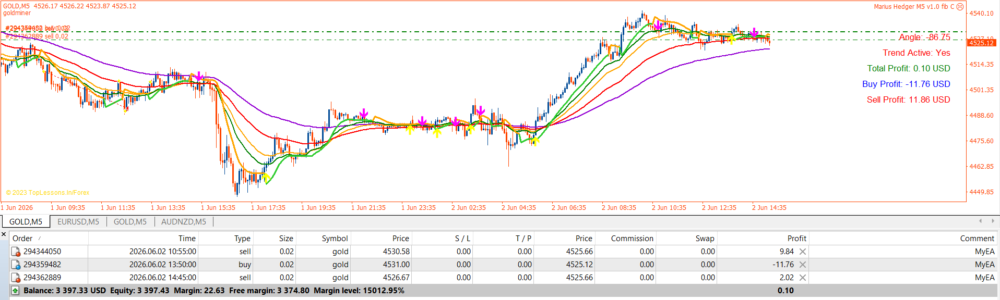 GOLD,M5 4526.17 4526.22 4523.87 4525.12
goldminer
Marius Hedger M5 v1.0 fib C
#294359482 buy 0.02
#294362889 sell 0.02
4540.10
4525.12
4514.35
4501.35
4488.60
4475.60
4462.85
4449.85
Angle: -86.75
Trend Active: Yes
Total Profit: 0.10 USD
Buy Profit: -11.76 USD
Sell Profit: 11.86 USD
© 2023 TopLessons.In/Forex
1 Jun 2026 1 Jun 09:35 1 Jun 11:35 1 Jun 13:35 1 Jun 15:35 1 Jun 17:35 1 Jun 19:35 1 Jun 21:35 1 Jun 23:35 2 Jun 02:35 2 Jun 04:35 2 Jun 06:35 2 Jun 08:35 2 Jun 10:35 2 Jun 12:35 2 Jun 14:35
GOLD,M5 EURUSD,M5 GOLD,M5 AUDNZD,M5
Order / Time Type Size Symbol Price S / L T / P Price Commission Swap Profit Comment
294344050 2026.06.02 10:55:00 sell 0.02 gold 4530.58 0.00 0.00 4525.66 0.00 0.00 9.84 MyEA
294359482 2026.06.02 13:50:00 buy 0.02 gold 4531.00 0.00 0.00 4525.12 0.00 0.00 -11.76 MyEA
294362889 2026.06.02 14:45:00 sell 0.02 gold 4526.67 0.00 0.00 4525.66 0.00 0.00 2.02 MyEA
Balance: 3 397.33 USD Equity: 3 397.43 Margin: 22.63 Free margin: 3 374.80 Margin level: 15012.95% 0.10